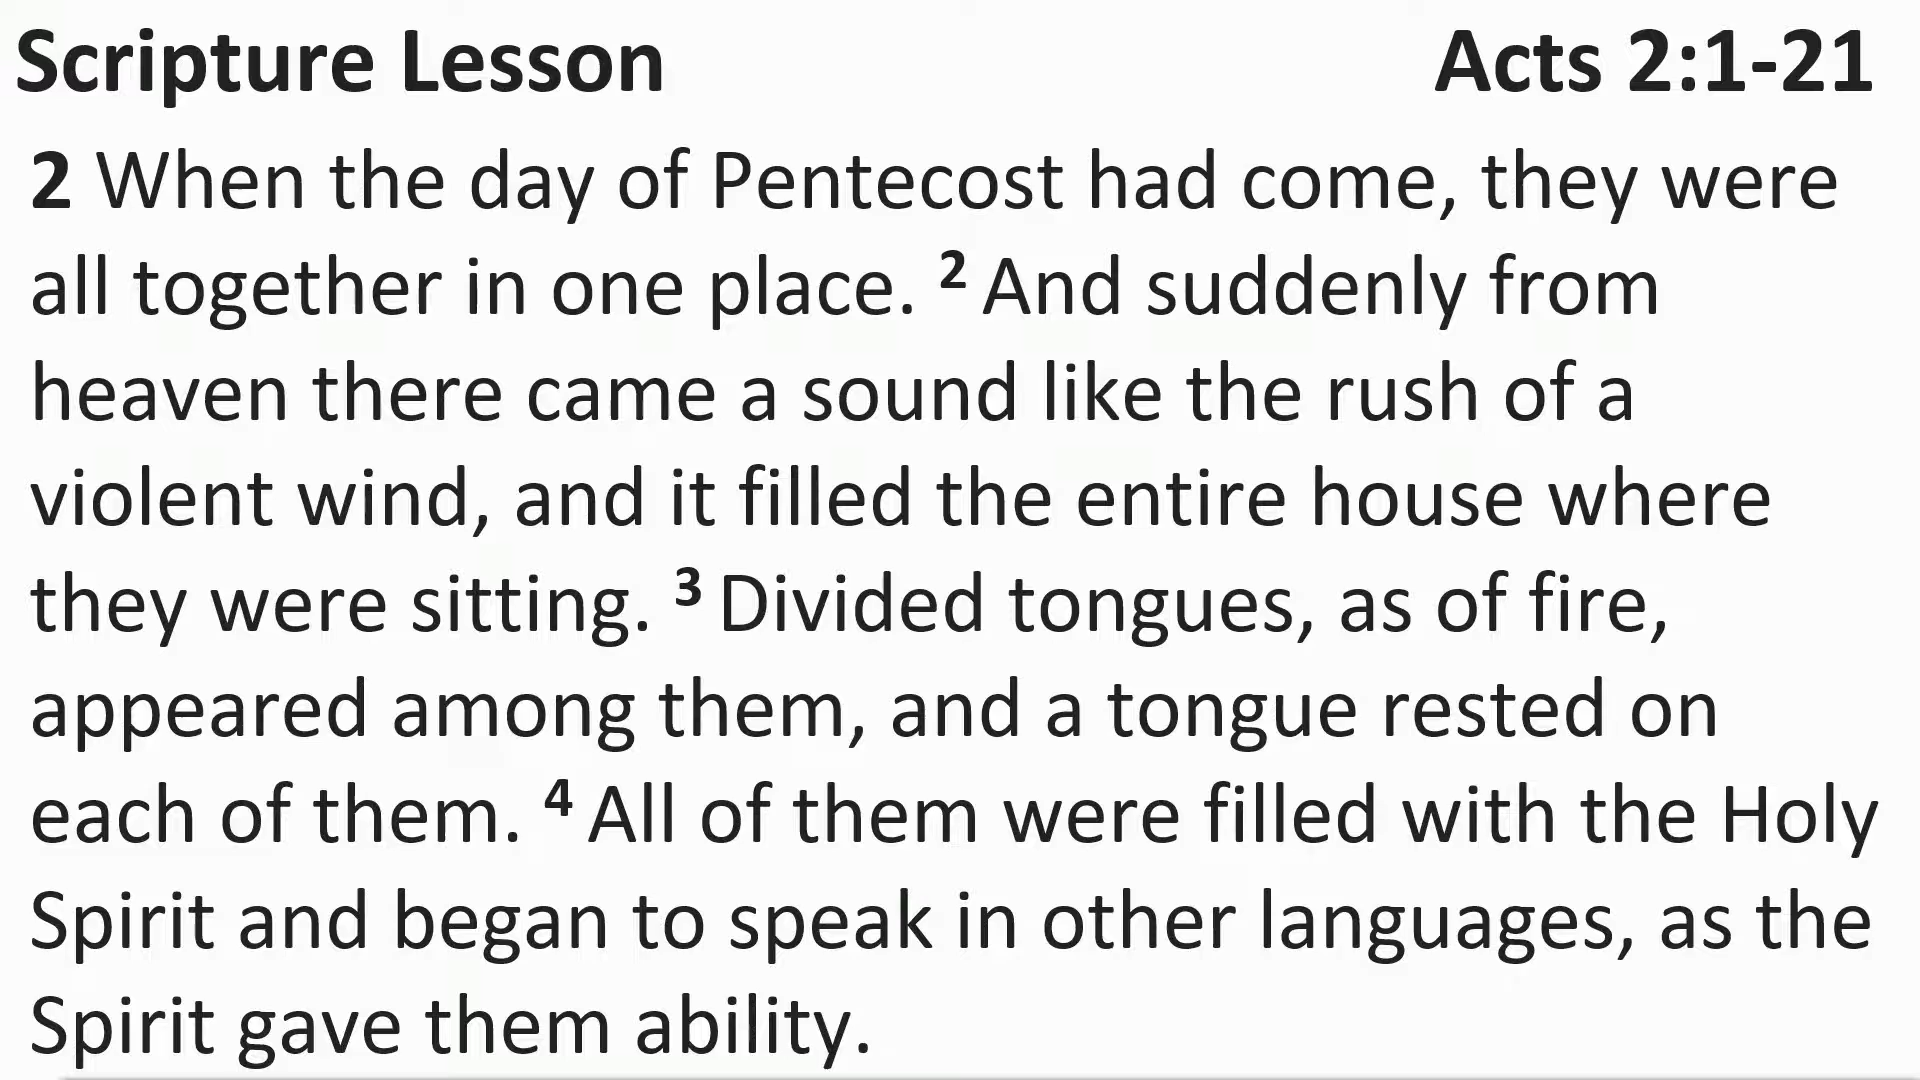 Scripture Lesson Acts 2:1-21
2 When the day of Pentecost had come, they were
all together in one place. 2 And suddenly from
heaven there came a sound like the rush of a
violent wind, and it filled the entire house where
they were sitting. 3 Divided tongues, as of fire,
appeared among them, and a tongue rested on
each of them. 4 All of them were filled with the Holy
Spirit and began to speak in other languages, as the
Spirit gave them ability.